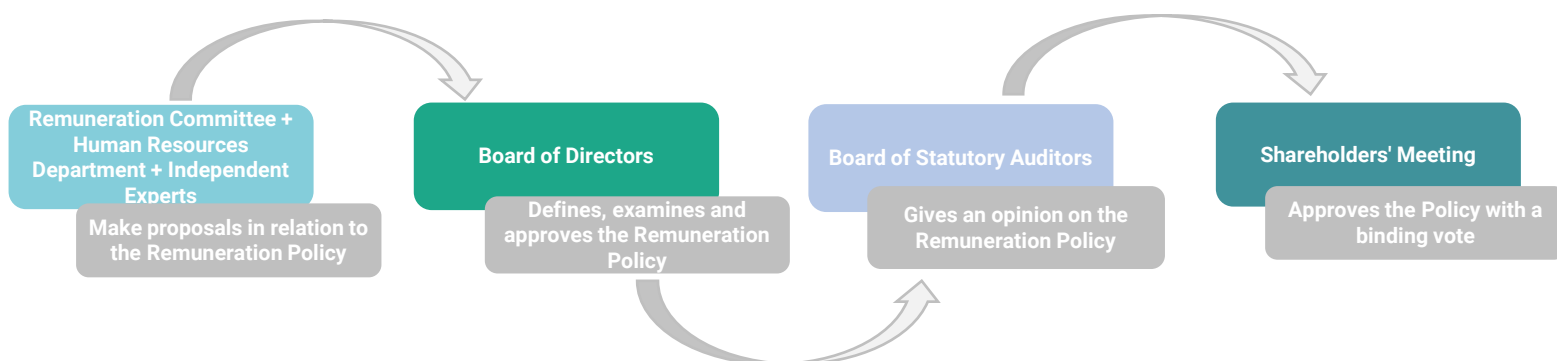 Remuneration Committee +
Human Resources
Department + Independent
Experts
Make proposals in relation to
the Remuneration Policy
Board of Directors
Defines, examines and
approves the Remuneration
Policy
Board of Statutory Auditors
Gives an opinion on the
Remuneration Policy
Shareholders' Meeting
Approves the Policy with a
binding vote